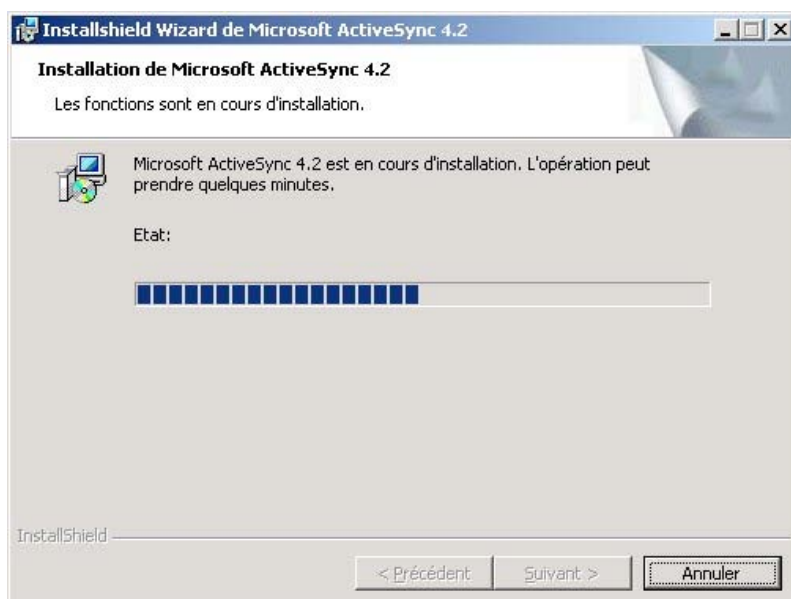 Installshield Wizard de Microsoft ActiveSync 4.2
Installation de Microsoft ActiveSync 4.2
Les fonctions sont en cours d'installation.
Microsoft ActiveSync 4.2 est en cours d'installation. L'opération peut
prendre quelques minutes.
Etat:
InstallShield
< Précédent Suivant > Annuler